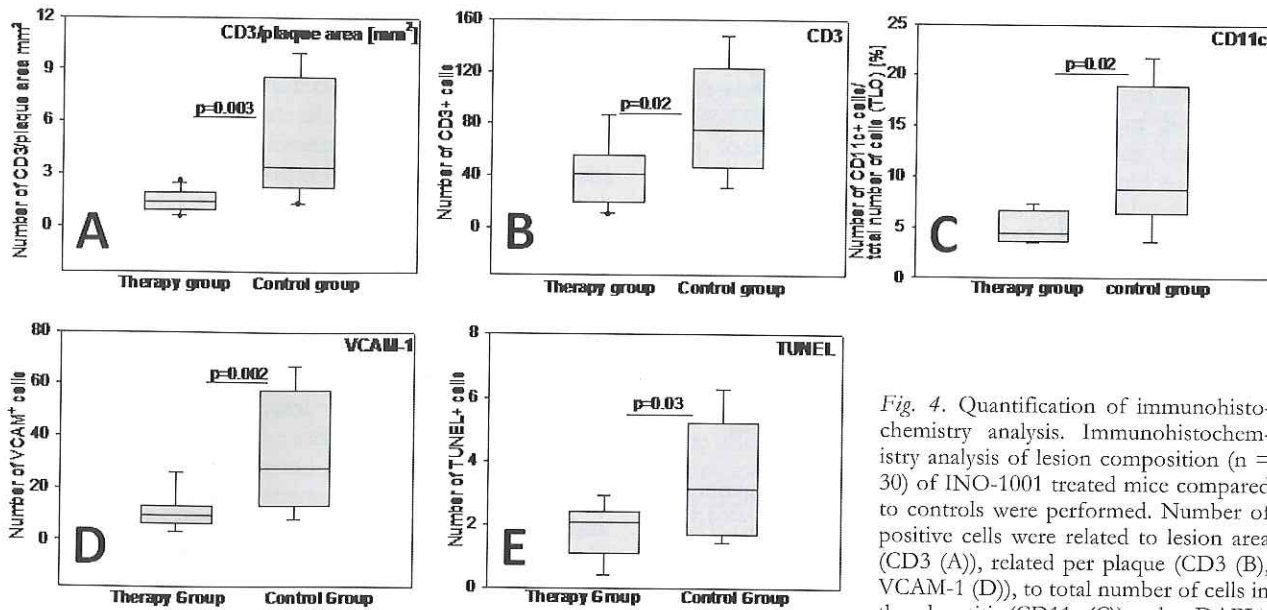 CD3/plaque area [mm²]
Number of CD3/plaque area mm²
12
9
6
3
0
p=0.003
A
Therapy group
Control group
CD3
Number of CD3+ cells
160
120
80
40
0
p=0.02
B
Therapy group
Control group
CD11c
Number of CD11c+ cells/
total number of cells (TLO) (%)
25
20
15
10
5
0
p=0.02
C
Therapy group
control group
VCAM-1
Number of VCAM⁺ cells
80
60
40
20
0
p=0.002
D
Therapy Group
Control Group
TUNEL
Number of TUNEL+ cells
8
6
4
2
0
p=0.03
E
Therapy Group
Control Group
Fig. 4. Quantification of immunohisto-
chemistry analysis. Immunohistochem-
istry analysis of lesion composition (n =
30) of INO-1001 treated mice compared
to controls were performed. Number of
positive cells were related to lesion area
(CD3 (A)), related per plaque (CD3 (B),
VCAM-1 (D)), to total number of cells in